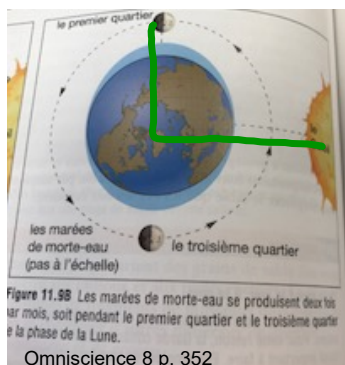 le premier quartier
les marées
de morte-eau
(pas à l'échelle)
le troisième quartier
Figure 11.9B Les marées de morte-eau se produisent deux fois
par mois, soit pendant le premier quartier et le troisième quartier
de la phase de la Lune.
Omniscience 8 p. 352